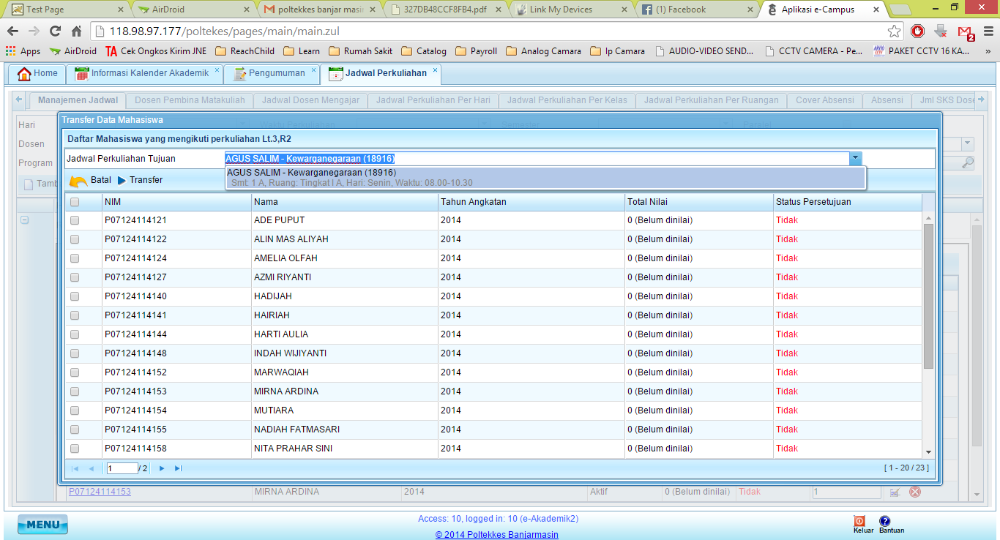 Test Page
AirDroid
poltekkes banjar masin
327DB48CCF8FB4.pdf
Link My Devices
(1) Facebook
Aplikasi e-Campus
118.98.97.177/poltekes/pages/main/main.zul
2
Apps
AirDroid
TA Cek Ongkos Kirim JNE
ReachChild
Learn
Rumah Sakit
Catalog
Payroll
Analog Camara
Ip Camara
AUDIO-VIDEO SEND...
CCTV CAMERA - Pe...
PAKET CCTV 16 KA...
»
Home
Informasi Kalender Akademik
Pengumuman
Jadwal Perkuliahan
Manajemen Jadwal
Dosen Pembina Matakuliah
Jadwal Dosen Mengajar
Jadwal Perkuliahan Per Hari
Jadwal Perkuliahan Per Kelas
Jadwal Perkuliahan Per Ruangan
Cover Absensi
Absensi
Jml SKS Dose
Hari
Dosen
Program
Tamb
Transfer Data Mahasiswa
Daftar Mahasiswa yang mengikuti perkuliahan Lt.3,R2
Jadwal Perkuliahan Tujuan
AGUS SALIM - Kewarganegaraan (18916)
AGUS SALIM - Kewarganegaraan (18916)
Smt: 1 A, Ruang: Tingkat I A, Hari: Senin, Waktu: 08.00-10.30
Batal
Transfer
NIM Nama Tahun Angkatan Total Nilai Status Persetujuan
P07124114121 ADE PUPUT 2014 0 (Belum dinilai) Tidak
P07124114122 ALIN MAS ALIYAH 2014 0 (Belum dinilai) Tidak
P07124114124 AMELIA OLFAH 2014 0 (Belum dinilai) Tidak
P07124114127 AZMI RIYANTI 2014 0 (Belum dinilai) Tidak
P07124114140 HADIJAH 2014 0 (Belum dinilai) Tidak
P07124114141 HAIRIAH 2014 0 (Belum dinilai) Tidak
P07124114144 HARTI AULIA 2014 0 (Belum dinilai) Tidak
P07124114148 INDAH WIJIYANTI 2014 0 (Belum dinilai) Tidak
P07124114152 MARWAQIAH 2014 0 (Belum dinilai) Tidak
P07124114153 MIRNA ARDINA 2014 0 (Belum dinilai) Tidak
P07124114154 MUTIARA 2014 0 (Belum dinilai) Tidak
P07124114155 NADIAH FATMASARI 2014 0 (Belum dinilai) Tidak
P07124114158 NITA PRAHAR SINI 2014 0 (Belum dinilai) Tidak
1 / 2
[ 1 - 20 / 23 ]
P07124114153 MIRNA ARDINA 2014 Aktif 0 (Belum dinilai) Tidak 1
MENU
Access: 10, logged in: 10 (e-Akademik2)
© 2014 Poltekkes Banjarmasin
Keluar
Bantuan